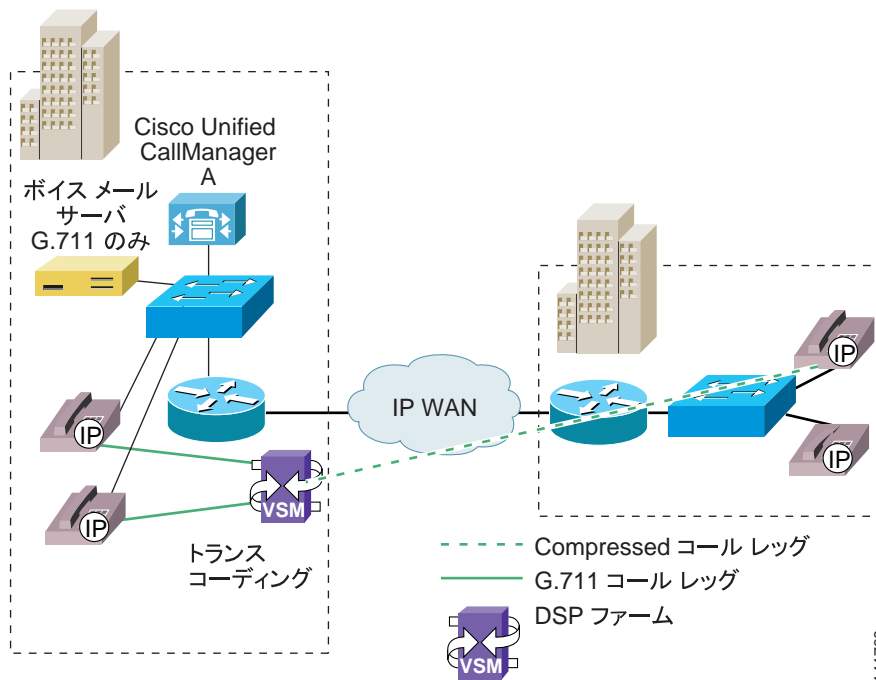 Cisco Unified
CallManager
A
ボイス メール
サーバ
G.711 のみ
IP
IP
VSM
トランス
コーディング
IP WAN
IP
IP
Compressed コール レッグ
G.711 コール レッグ
DSP ファーム
VSM